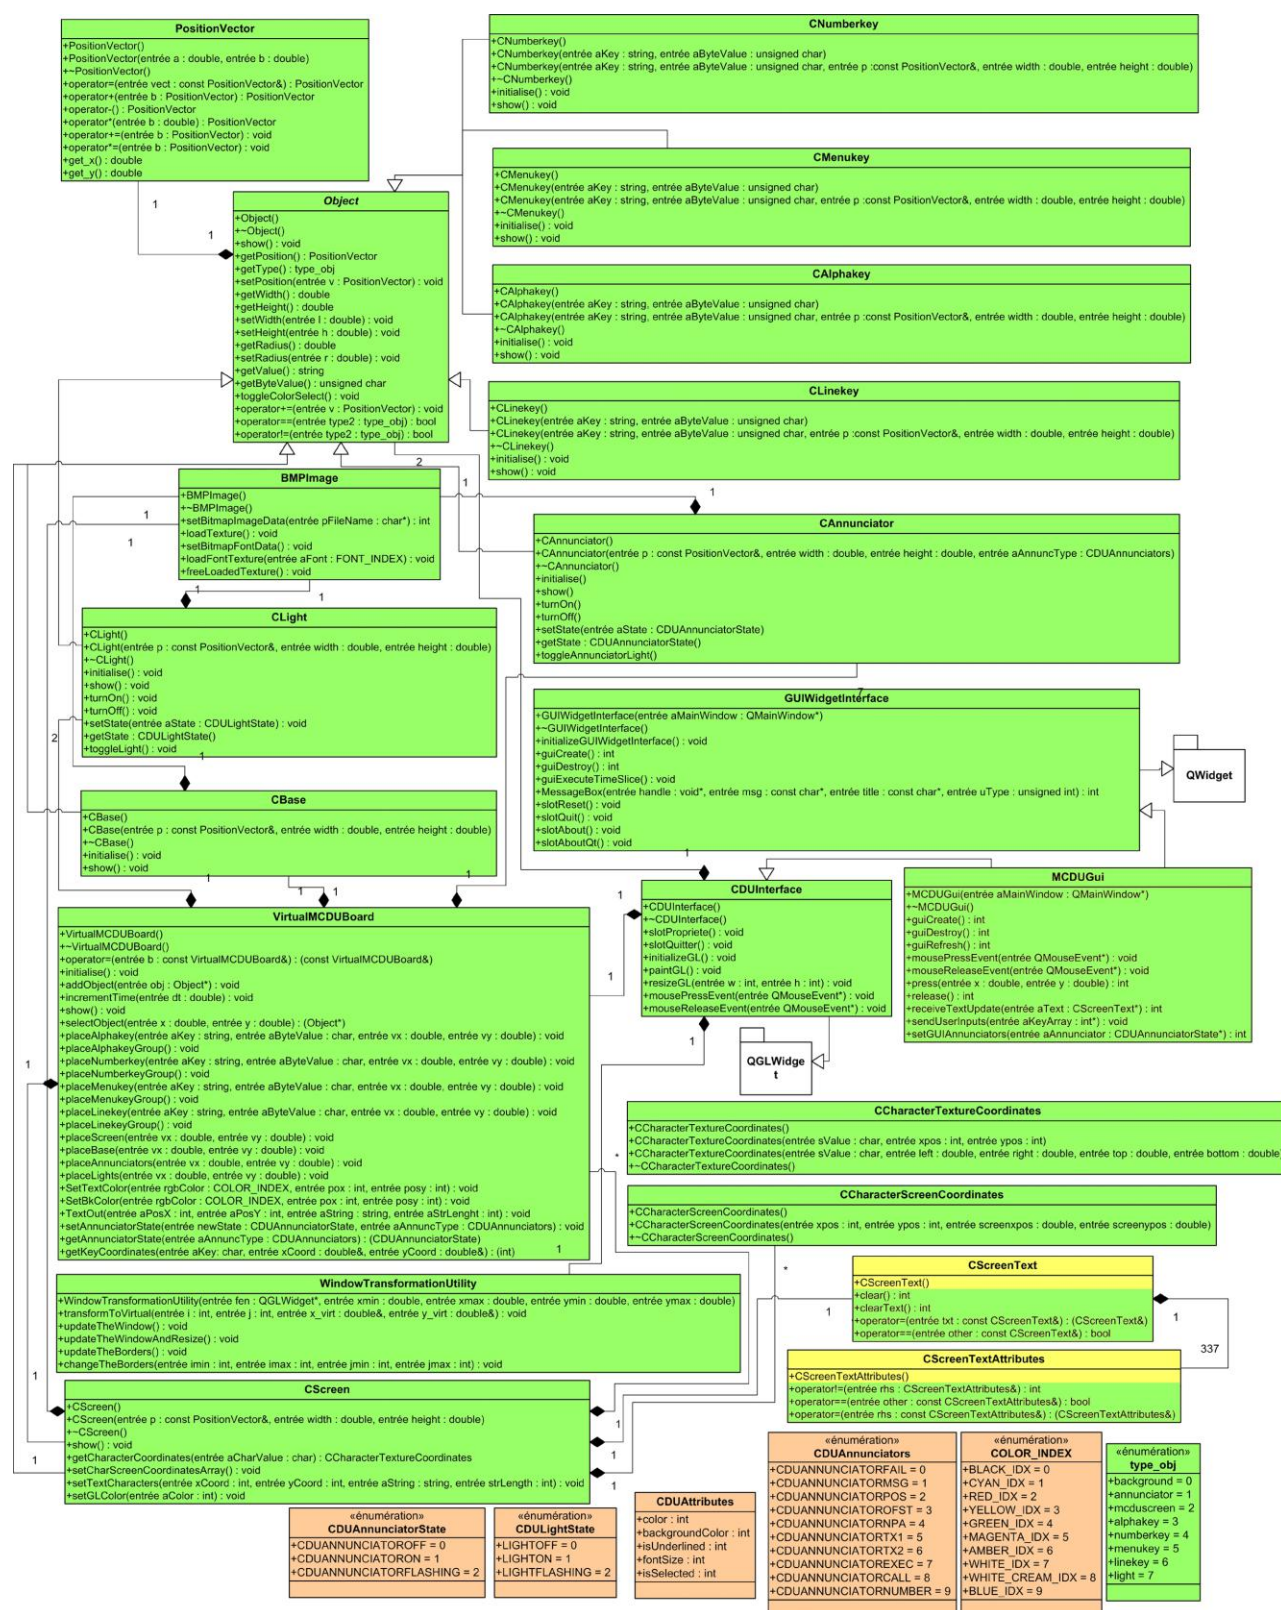 PositionVector
+PositionVector()
+PositionVector(entrée a : double, entrée b : double)
+~PositionVector()
+operator=(entrée vect : const PositionVector&) : PositionVector
+operator+(entrée b : PositionVector) : PositionVector
+operator-() : PositionVector
+operator*(entrée b : double) : PositionVector
+operator+=(entrée b : PositionVector) : void
+operator*=(entrée b : PositionVector) : void
+get_x() : double
+get_y() : double
CNumberkey
+CNumberkey()
+CNumberkey(entrée aKey : string, entrée aByteValue : unsigned char)
+CNumberkey(entrée aKey : string, entrée aByteValue : unsigned char, entrée p :const PositionVector&, entrée width : double, entrée height : double)
+~CNumberkey()
+initialise() : void
+show() : void
CMenukey
+CMenukey()
+CMenukey(entrée aKey : string, entrée aByteValue : unsigned char)
+CMenukey(entrée aKey : string, entrée aByteValue : unsigned char, entrée p :const PositionVector&, entrée width : double, entrée height : double)
+~CMenukey()
+initialise() : void
+show() : void
1
1
Object
+Object()
+~Object()
+show() : void
+getPosition() : PositionVector
+getType() : type_obj
+setPosition(entrée v : PositionVector) : void
+getWidth() : double
+getHeight() : double
+setWidth(entrée l : double) : void
+setHeight(entrée h : double) : void
+getRadius() : double
+setRadius(entrée r : double) : void
+getValue() : string
+getByteValue() : unsigned char
+toggleColorSelect() : void
+operator+=(entrée v : PositionVector) : void
+operator==(entrée type2 : type_obj) : bool
+operator!=(entrée type2 : type_obj) : bool
CAlphakey
+CAlphakey()
+CAlphakey(entrée aKey : string, entrée aByteValue : unsigned char)
+CAlphakey(entrée aKey : string, entrée aByteValue : unsigned char, entrée p :const PositionVector&, entrée width : double, entrée height : double)
+~CAlphakey()
+initialise() : void
+show() : void
CLinekey
+CLinekey()
+CLinekey(entrée aKey : string, entrée aByteValue : unsigned char)
+CLinekey(entrée aKey : string, entrée aByteValue : unsigned char, entrée p :const PositionVector&, entrée width : double, entrée height : double)
+~CLinekey()
+initialise() : void
+show() : void
2
1
1
1
1
BMPImage
+BMPImage()
+~BMPImage()
+setBitmapImageData(entrée pFileName : char*) : int
+loadTexture() : void
+setBitmapFontData() : void
+loadFontTexture(entrée aFont : FONT_INDEX) : void
+freeLoadedTexture() : void
CAnnunciator
+CAnnunciator()
+CAnnunciator(entrée p : const PositionVector&, entrée width : double, entrée height : double, entrée aAnnuncType : CDUAnnunciators)
+~CAnnunciator()
+initialise()
+show()
+turnOn()
+turnOff()
+setState(entrée aState : CDUAnnunciatorState)
+getState : CDUAnnunciatorState()
+toggleAnnunciatorLight()
1
1
CLight
+CLight()
+CLight(entrée p : const PositionVector&, entrée width : double, entrée height : double)
+~CLight()
+initialise() : void
+show() : void
+turnOn() : void
+turnOff() : void
+setState(entrée aState : CDULightState) : void
+getState : CDULightState()
+toggleLight() : void
2
1
7
GUIWidgetInterface
+GUIWidgetInterface(entrée aMainWindow : QMainWindow*)
+~GUIWidgetInterface()
+initializeGUIWidgetInterface() : void
+guiCreate() : int
+guiDestroy() : int
+guiExecuteTimeSlice() : void
+MessageBox(entrée handle : void*, entrée msg : const char*, entrée title : const char*, entrée uType : unsigned int) : int
+slotReset() : void
+slotQuit() : void
+slotAbout() : void
+slotAboutQt() : void
QWidget
CBase
+CBase()
+CBase(entrée p : const PositionVector&, entrée width : double, entrée height : double)
+~CBase()
+initialise() : void
+show() : void
1
1
1
1
1
1
1
1
CDUInterface
+CDUInterface()
+~CDUInterface()
+slotPropriete() : void
+slotQuitter() : void
+initializeGL() : void
+paintGL() : void
+resizeGL(entrée w : int, entrée h : int) : void
+mousePressEvent(entrée QMouseEvent*) : void
+mouseReleaseEvent(entrée QMouseEvent*) : void
1
QGLWidge
t
MCDUGui
+MCDUGui(entrée aMainWindow : QMainWindow*)
+~MCDUGui()
+guiCreate() : int
+guiDestroy() : int
+guiRefresh() : int
+mousePressEvent(entrée QMouseEvent*) : void
+mouseReleaseEvent(entrée QMouseEvent*) : void
+press(entrée x : double, entrée y : double) : int
+release() : int
+receiveTextUpdate(entrée aText : CScreenText*) : int
+sendUserInputs(entrée aKeyArray : int*) : void
+setGUIAnnunciators(entrée aAnnunciator : CDUAnnunciatorState*) : int
VirtualMCDUBoard
+VirtualMCDUBoard()
+~VirtualMCDUBoard()
+operator=(entrée b : const VirtualMCDUBoard&) : (const VirtualMCDUBoard&)
+initialise() : void
+addObject(entrée obj : Object*) : void
+incrementTime(entrée dt : double) : void
+show() : void
+selectObject(entrée x : double, entrée y : double) : (Object*)
+placeAlphakey(entrée aKey : string, entrée aByteValue : char, entrée vx : double, entrée vy : double) : void
+placeAlphakeyGroup() : void
+placeNumberkey(entrée aKey : string, entrée aByteValue : char, entrée vx : double, entrée vy : double) : void
+placeNumberkeyGroup() : void
+placeMenukey(entrée aKey : string, entrée aByteValue : char, entrée vx : double, entrée vy : double) : void
+placeMenukeyGroup() : void
+placeLinekey(entrée aKey : string, entrée aByteValue : char, entrée vx : double, entrée vy : double) : void
+placeLinekeyGroup() : void
+placeScreen(entrée vx : double, entrée vy : double) : void
+placeBase(entrée vx : double, entrée vy : double) : void
+placeAnnunciators(entrée vx : double, entrée vy : double) : void
+placeLights(entrée vx : double, entrée vy : double) : void
+SetTextColor(entrée rgbColor : COLOR_INDEX, entrée pox : int, entrée posy : int) : void
+SetBkColor(entrée rgbColor : COLOR_INDEX, entrée pox : int, entrée posy : int) : void
+TextOut(entrée aPosX : int, entrée aPosY : int, entrée aString : string, entrée aStrLenght : int) : void
+setAnnunciatorState(entrée newState : CDUAnnunciatorState, entrée aAnnuncType : CDUAnnunciators) : void
+getAnnunciatorState(entrée aAnnuncType : CDUAnnunciators) : (CDUAnnunciatorState)
+getKeyCoordinates(entrée aKey: char, entrée xCoord : double&, entrée yCoord : double&) : (int)
1
1
1
*
CCharacterTextureCoordinates
+CCharacterTextureCoordinates()
+CCharacterTextureCoordinates(entrée sValue : char, entrée xpos : int, entrée ypos : int)
+CCharacterTextureCoordinates(entrée sValue : char, entrée left : double, entrée right : double, entrée top : double, entrée bottom : double)
+~CCharacterTextureCoordinates()
CCharacterScreenCoordinates
+CCharacterScreenCoordinates()
+CCharacterScreenCoordinates(entrée xpos : int, entrée ypos : int, entrée screenxpos : double, entrée screenypos : double)
+~CCharacterScreenCoordinates()
*
WindowTransformationUtility
+WindowTransformationUtility(entrée fen : QGLWidget*, entrée xmin : double, entrée xmax : double, entrée ymin : double, entrée ymax : double)
+transformToVirtual(entrée i : int, entrée j : int, entrée x_virt : double&, entrée y_virt : double&) : void
+updateTheWindow() : void
+updateTheWindowAndResize() : void
+updateTheBorders() : void
+changeTheBorders(entrée imin : int, entrée imax : int, entrée jmin : int, entrée jmax : int) : void
1
CScreenText
+CScreenText()
+clear() : int
+clearText() : int
+operator=(entrée txt : const CScreenText&) : (CScreenText&)
+operator==(entrée other : const CScreenText&) : bool
1
337
CScreenTextAttributes
+CScreenTextAttributes()
+operator!=(entrée rhs : CScreenTextAttributes&) : int
+operator==(entrée other : const CScreenTextAttributes&) : bool
+operator=(entrée rhs : const CScreenTextAttributes&) : (CScreenTextAttributes&)
1
1
CScreen
+CScreen()
+CScreen(entrée p : const PositionVector&, entrée width : double, entrée height : double)
+~CScreen()
+show() : void
+getCharacterCoordinates(entrée aCharValue : char) : CCharacterTextureCoordinates
+setCharScreenCoordinatesArray() : void
+setTextCharacters(entrée xCoord : int, entrée yCoord : int, entrée aString : string, entrée strLength : int) : void
+setGLColor(entrée aColor : int) : void
1
1
1
«énumération»
CDUAnnunciatorState
+CDUANNUNCIATOROFF = 0
+CDUANNUNCIATORON = 1
+CDUANNUNCIATORFLASHING = 2
«énumération»
CDULightState
+LIGHTOFF = 0
+LIGHTON = 1
+LIGHTFLASHING = 2
CDUAttributes
+color : int
+backgroundColor : int
+isUnderlined : int
+fontSize : int
+isSelected : int
«énumération»
CDUAnnunciators
+CDUANNUNCIATORFAIL = 0
+CDUANNUNCIATORMSG = 1
+CDUANNUNCIATORPOS = 2
+CDUANNUNCIATOROFST = 3
+CDUANNUNCIATORNPA = 4
+CDUANNUNCIATORTX1 = 5
+CDUANNUNCIATORTX2 = 6
+CDUANNUNCIATOREXEC = 7
+CDUANNUNCIATORCALL = 8
+CDUANNUNCIATORNUMBER = 9
«énumération»
COLOR_INDEX
+BLACK_IDX = 0
+CYAN_IDX = 1
+RED_IDX = 2
+YELLOW_IDX = 3
+GREEN_IDX = 4
+MAGENTA_IDX = 5
+AMBER_IDX = 6
+WHITE_IDX = 7
+WHITE_CREAM_IDX = 8
+BLUE_IDX = 9
«énumération»
type_obj
+background = 0
+annunciator = 1
+mcduscreen = 2
+alphakey = 3
+numberkey = 4
+menukey = 5
+linekey = 6
+light = 7